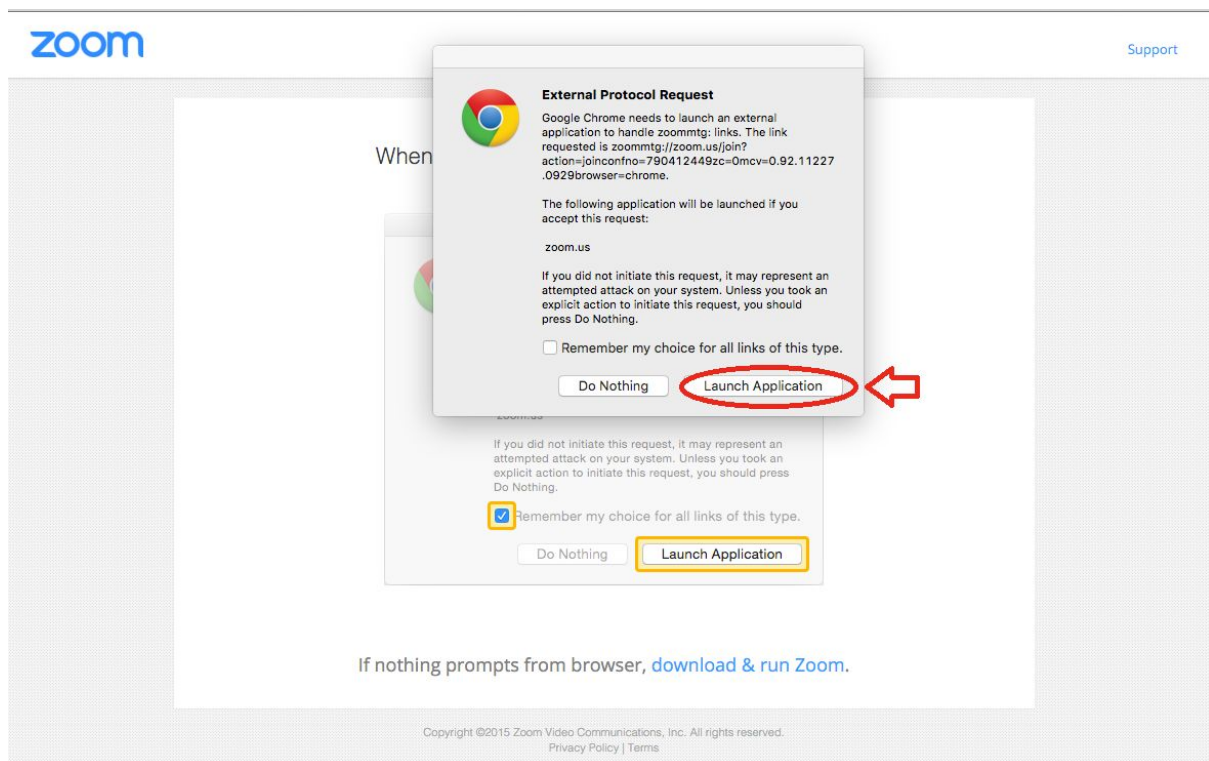 zoom
Support
When
External Protocol Request
Google Chrome needs to launch an external
application to handle zoommtg: links. The link
requested is zoommtg://zoom.us/join?
action=joinconfno=790412449zc=0mcv=0.92.11227
.0929browser=chrome.
The following application will be launched if you
accept this request:
zoom.us
If you did not initiate this request, it may represent an
attempted attack on your system. Unless you took an
explicit action to initiate this request, you should
press Do Nothing.
Remember my choice for all links of this type.
Do Nothing
Launch Application
zoom.us
If you did not initiate this request, it may represent an
attempted attack on your system. Unless you took an
explicit action to initiate this request, you should press
Do Nothing.
Remember my choice for all links of this type.
Do Nothing
Launch Application
If nothing prompts from browser, download & run Zoom.
Copyright ©2015 Zoom Video Communications, Inc. All rights reserved.
Privacy Policy | Terms